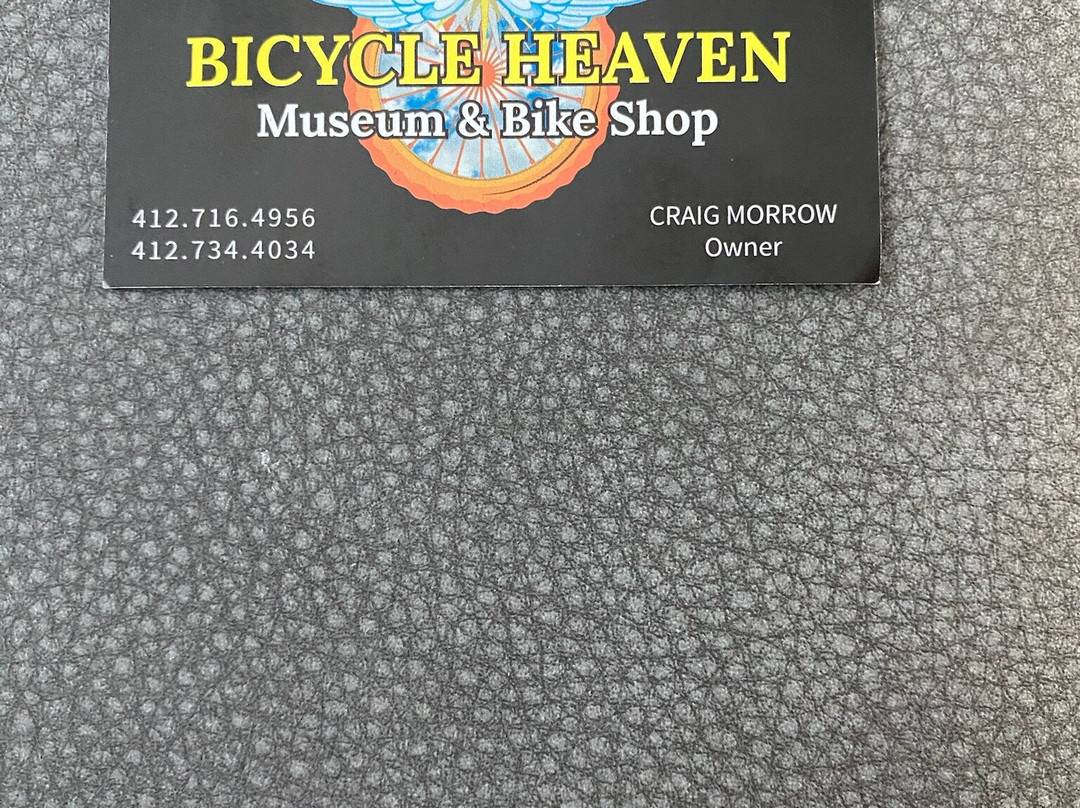 BICYCLE HEAVEN
Museum & Bike Shop
412.716.4956
412.734.4034
CRAIG MORROW
Owner